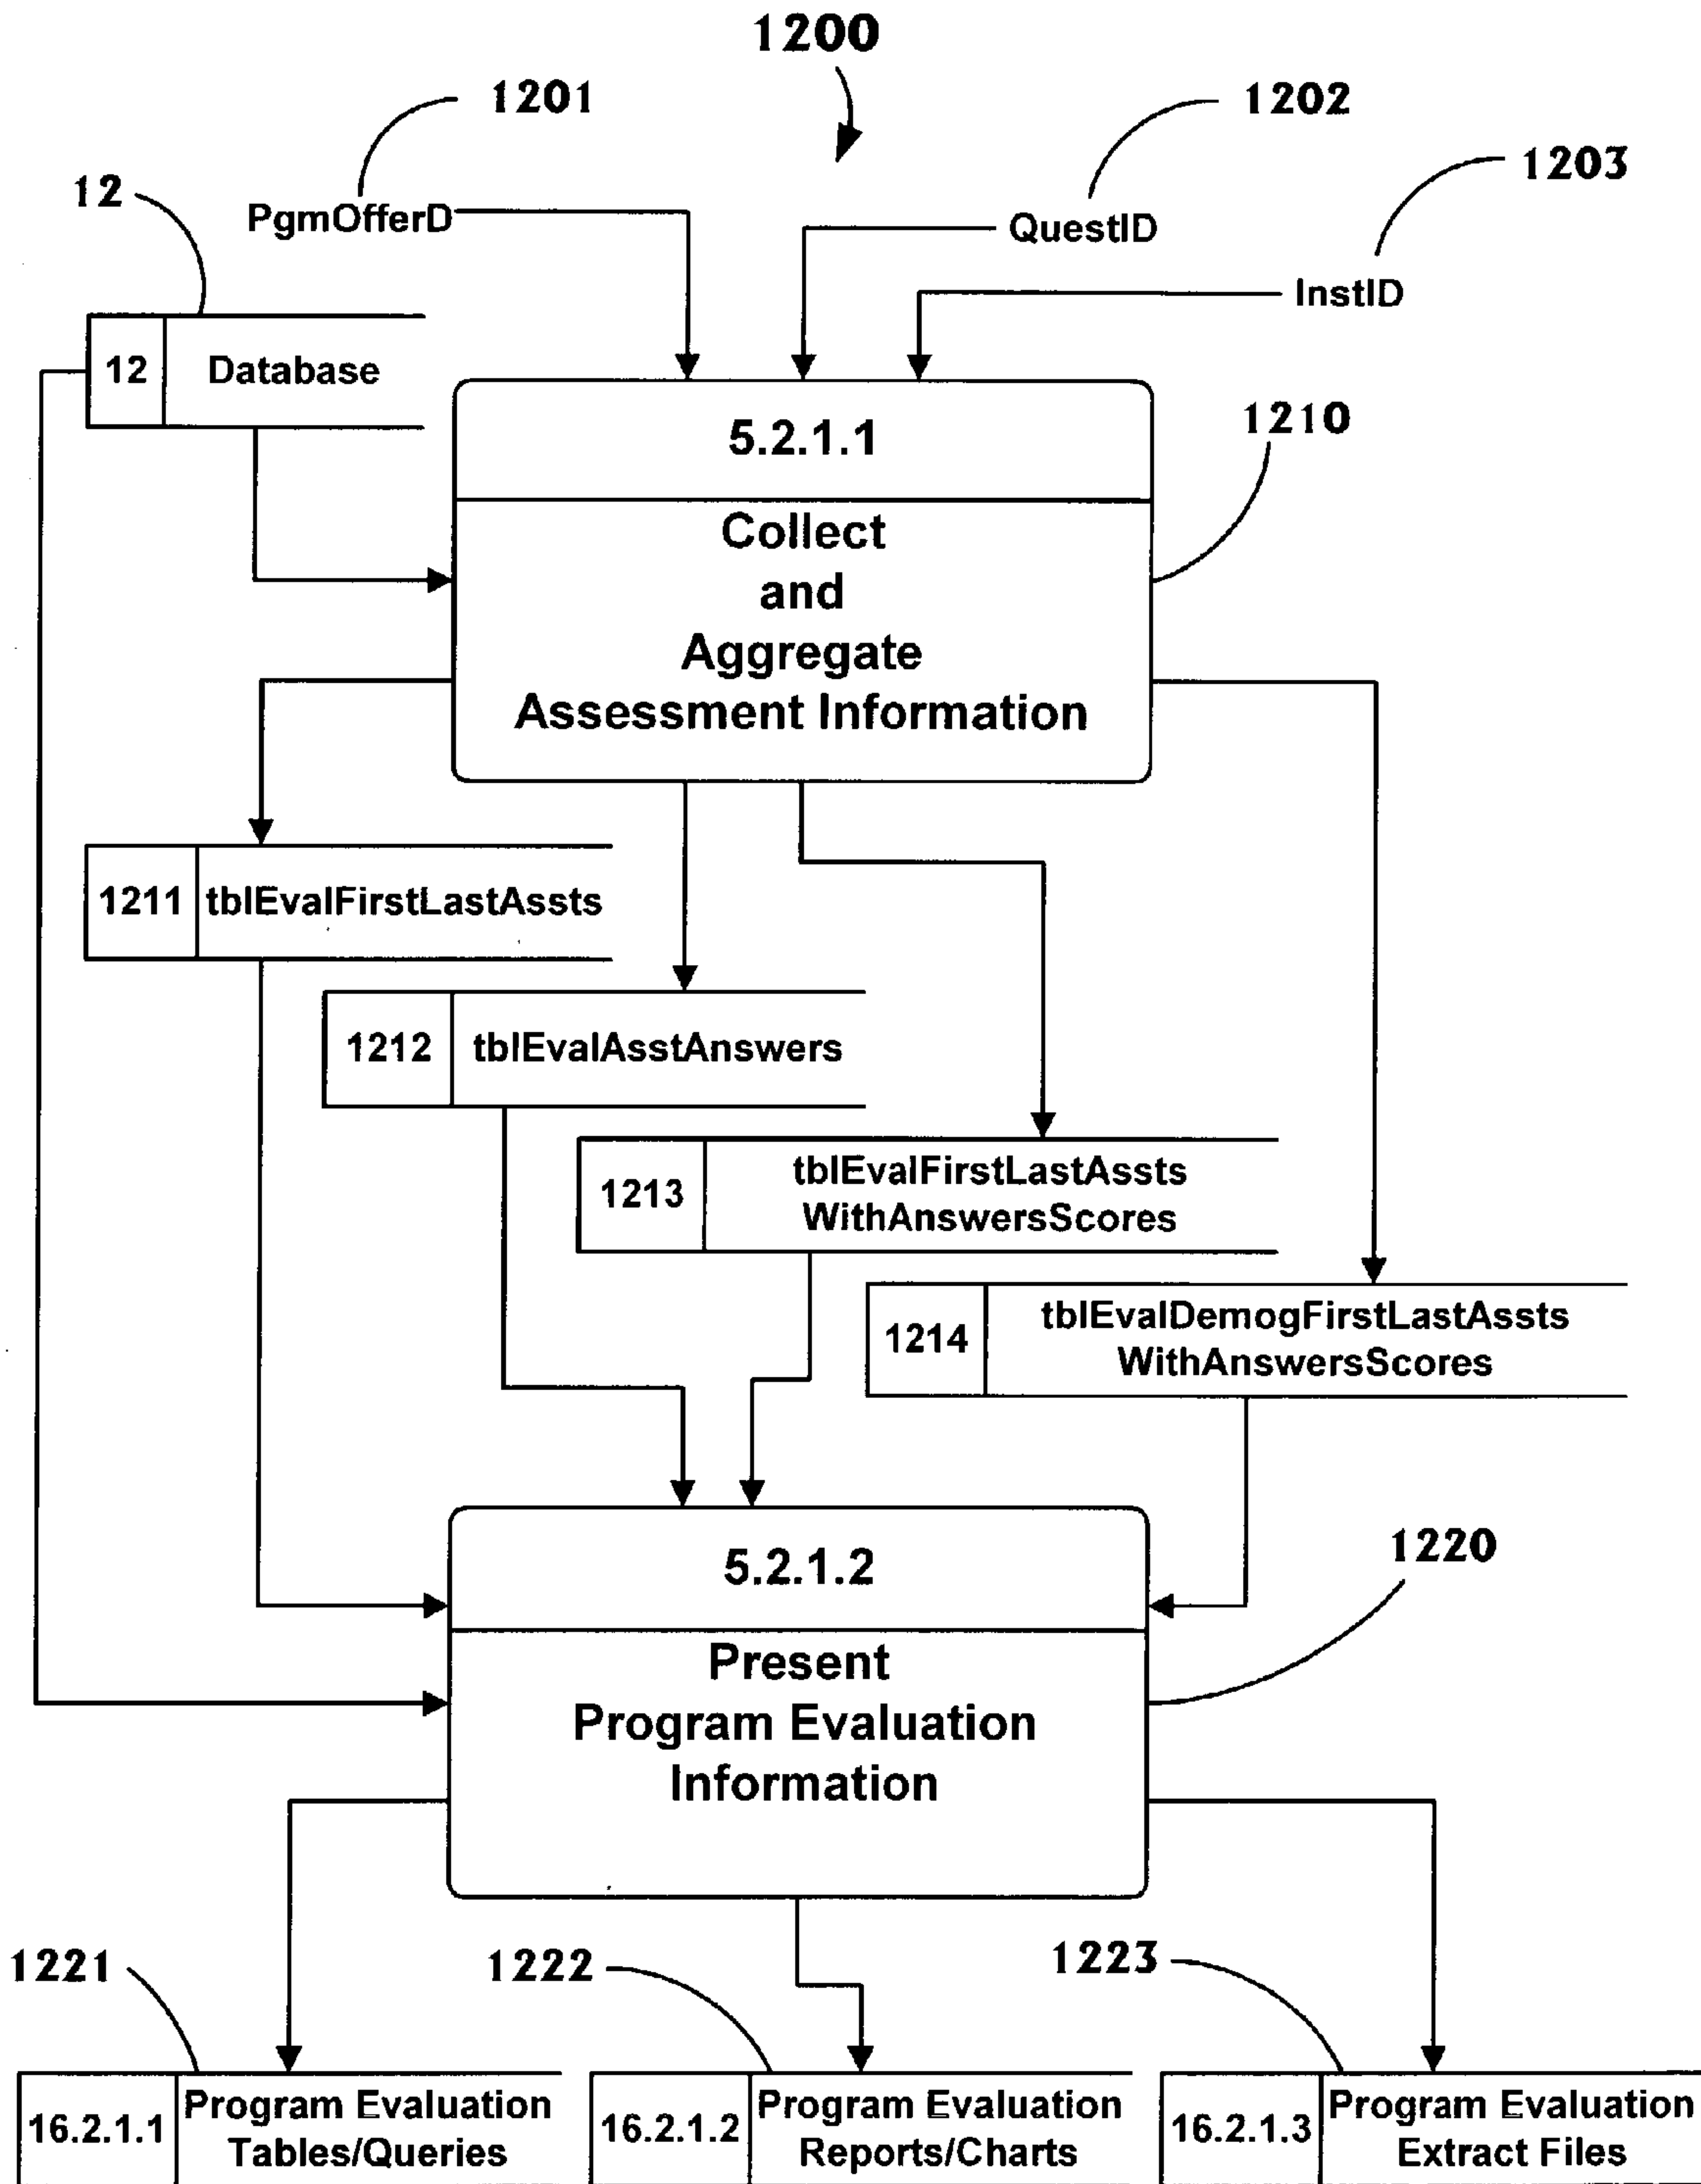 1200
1201
1202
1203
12
PgmOfferD
QuestID
InstID
12 Database
5.2.1.1
1210
Collect
and
Aggregate
Assessment Information
1211 tblEvalFirstLastAssts
1212 tblEvalAsstAnswers
1213 tblEvalFirstLastAssts
WithAnswersScores
1214 tblEvalDemogFirstLastAssts
WithAnswersScores
5.2.1.2
1220
Present
Program Evaluation
Information
1221
1222
1223
16.2.1.1 Program Evaluation
Tables/Queries
16.2.1.2 Program Evaluation
Reports/Charts
16.2.1.3 Program Evaluation
Extract Files